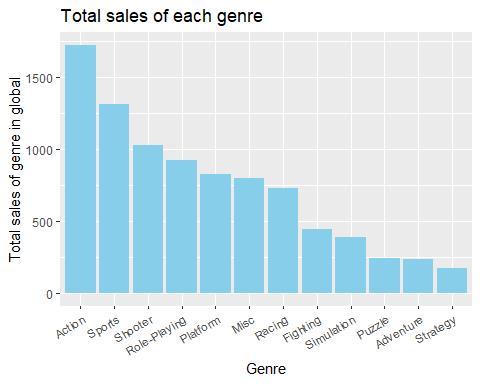 Total sales of each genre
Total sales of genre in global
1500
1000
500
0
Action
Sports
Shooter
Role-Playing
Platform
Misc
Racing
Fighting
Simulation
Puzzle
Adventure
Strategy
Genre